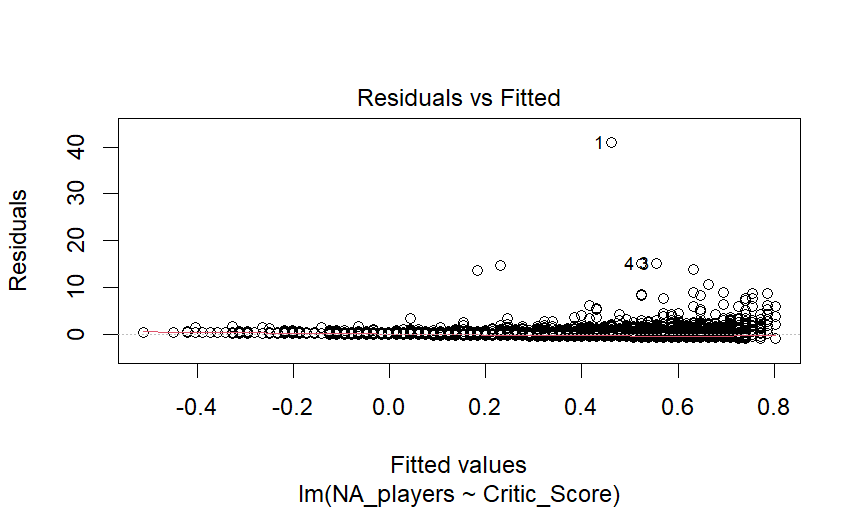 Residuals vs Fitted
Residuals
40
30
20
10
0
1
4 3
-0.4 -0.2 0.0 0.2 0.4 0.6 0.8
Fitted values
lm(NA_players ~ Critic_Score)